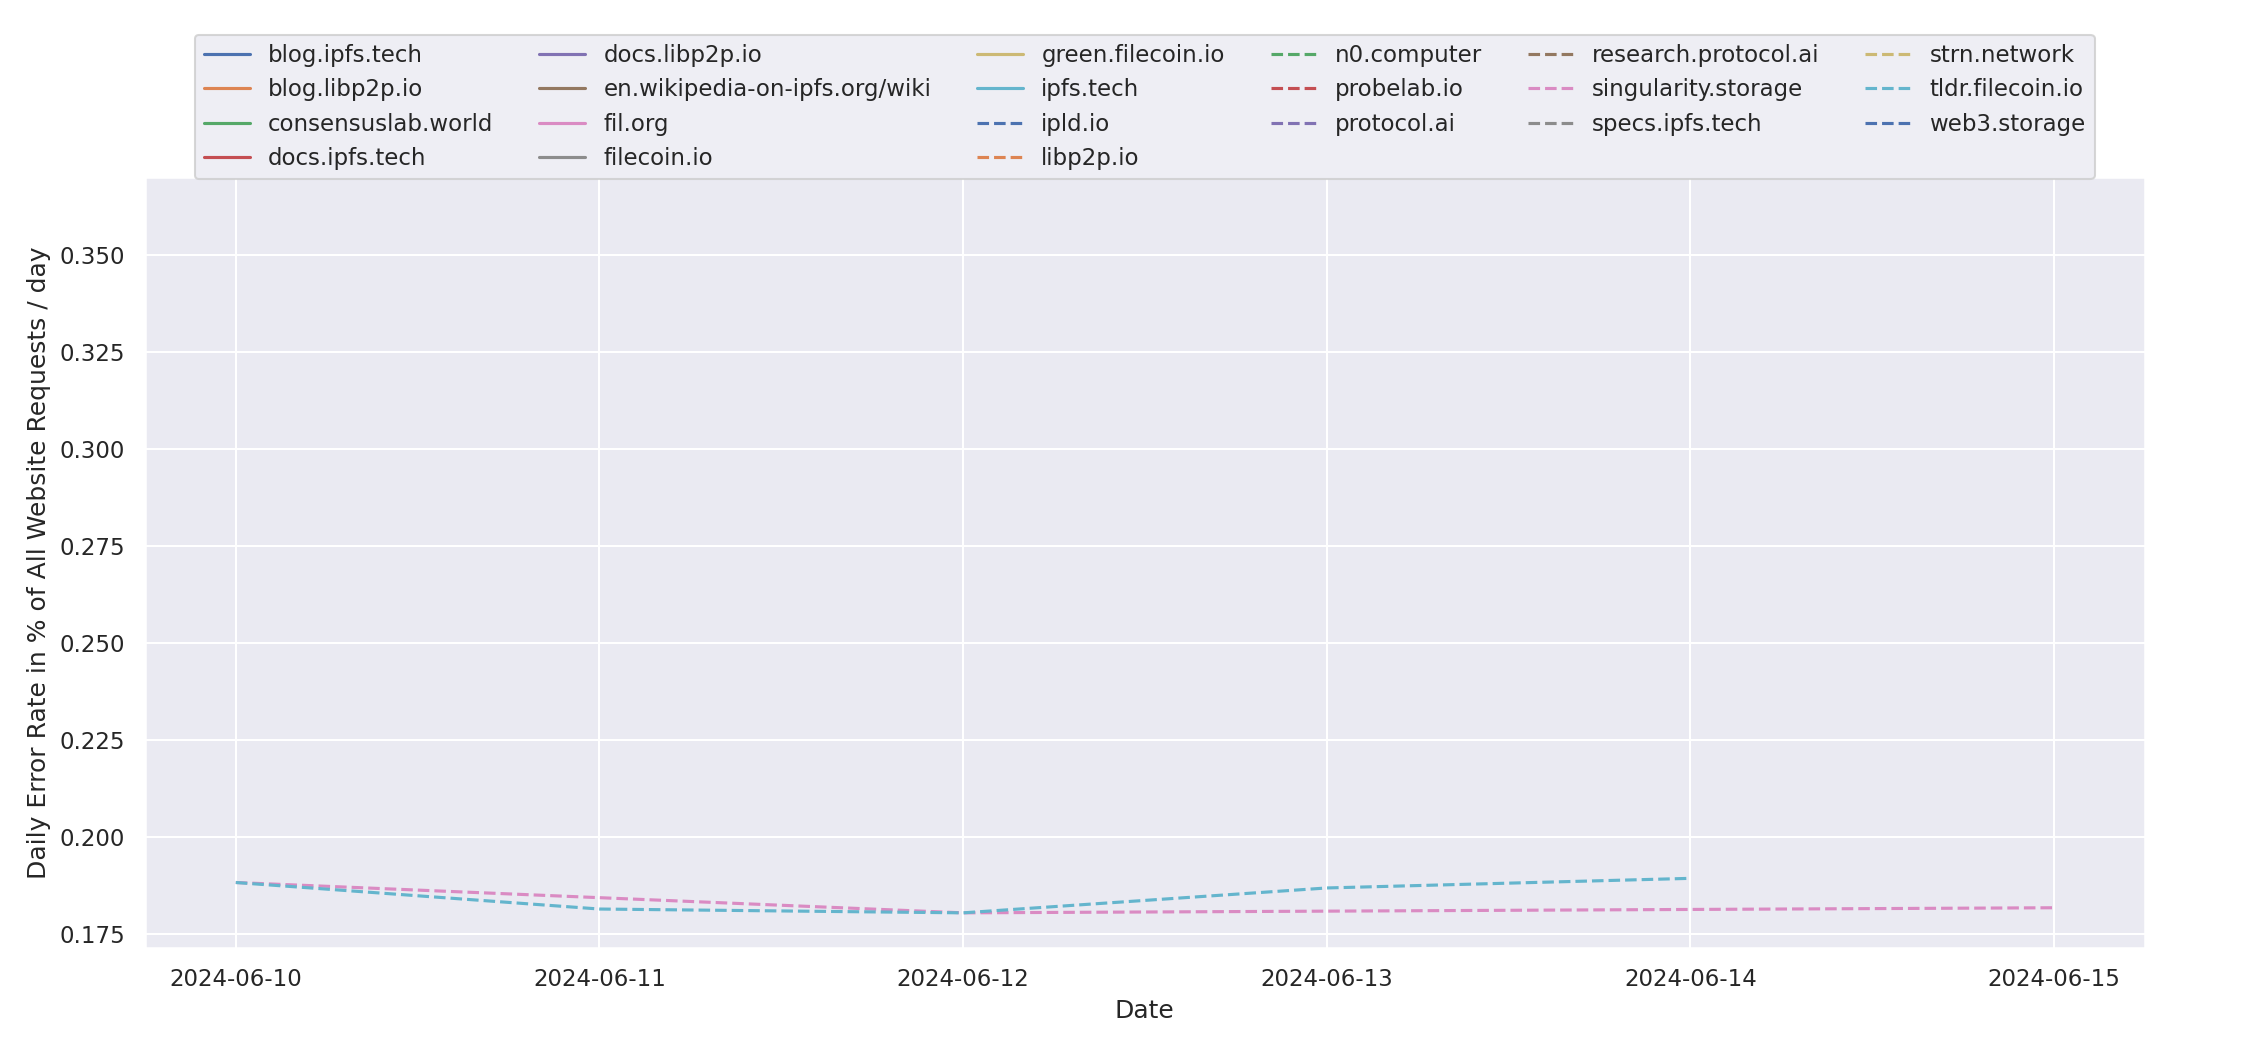 blog.ipfs.tech
blog.libp2p.io
consensuslab.world
docs.ipfs.tech
docs.libp2p.io
en.wikipedia-on-ipfs.org/wiki
fil.org
filecoin.io
green.filecoin.io
ipfs.tech
ipld.io
libp2p.io
n0.computer
probelab.io
protocol.ai
research.protocol.ai
singularity.storage
specs.ipfs.tech
strn.network
tldr.filecoin.io
web3.storage
Daily Error Rate in % of All Website Requests / day
0.350
0.325
0.300
0.275
0.250
0.225
0.200
0.175
2024-06-10
2024-06-11
2024-06-12
2024-06-13
2024-06-14
2024-06-15
Date